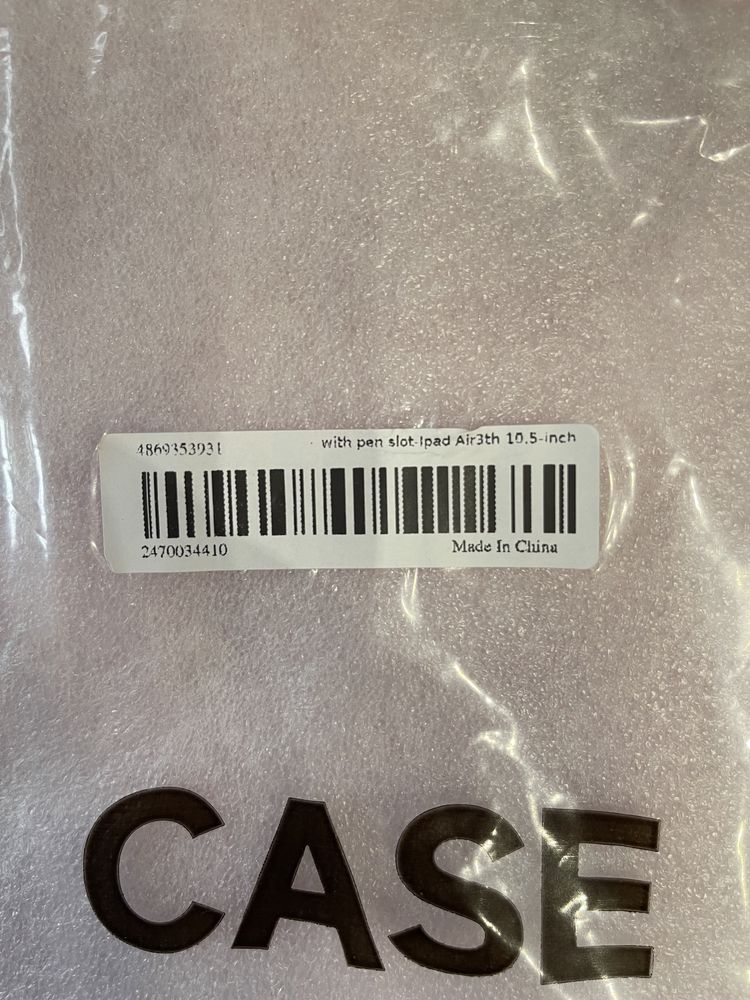 4869353931
with pen slot-Ipad Air3th 10.5-inch
2470034410
Made In China
CASE